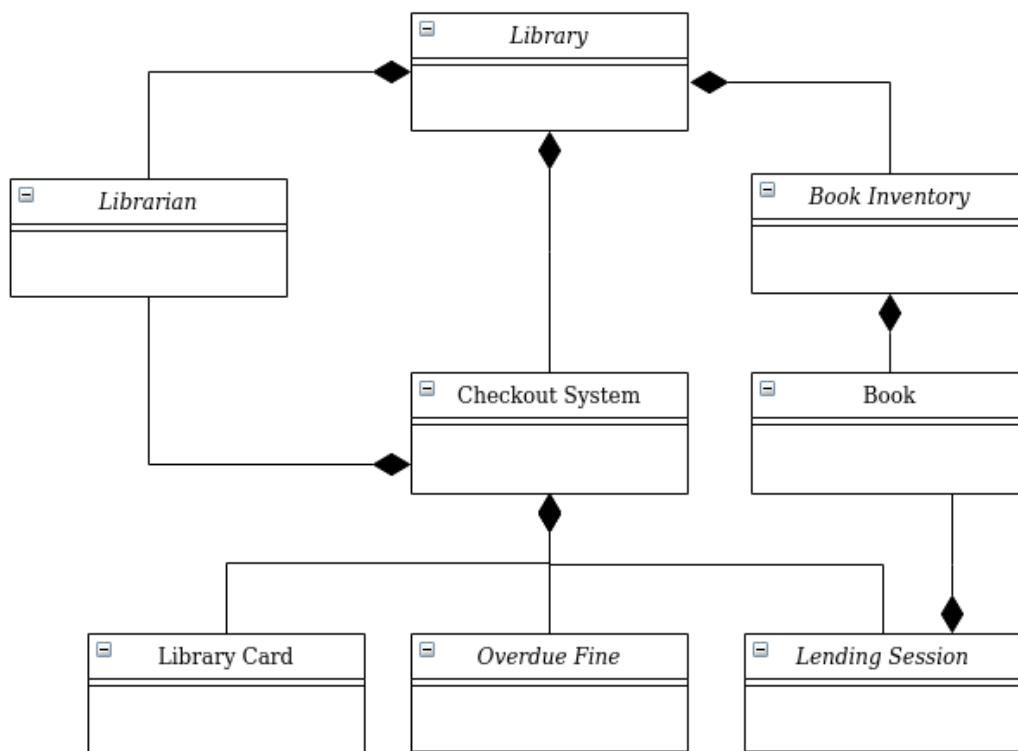 Library
Librarian
Book Inventory
Checkout System
Book
Library Card
Overdue Fine
Lending Session